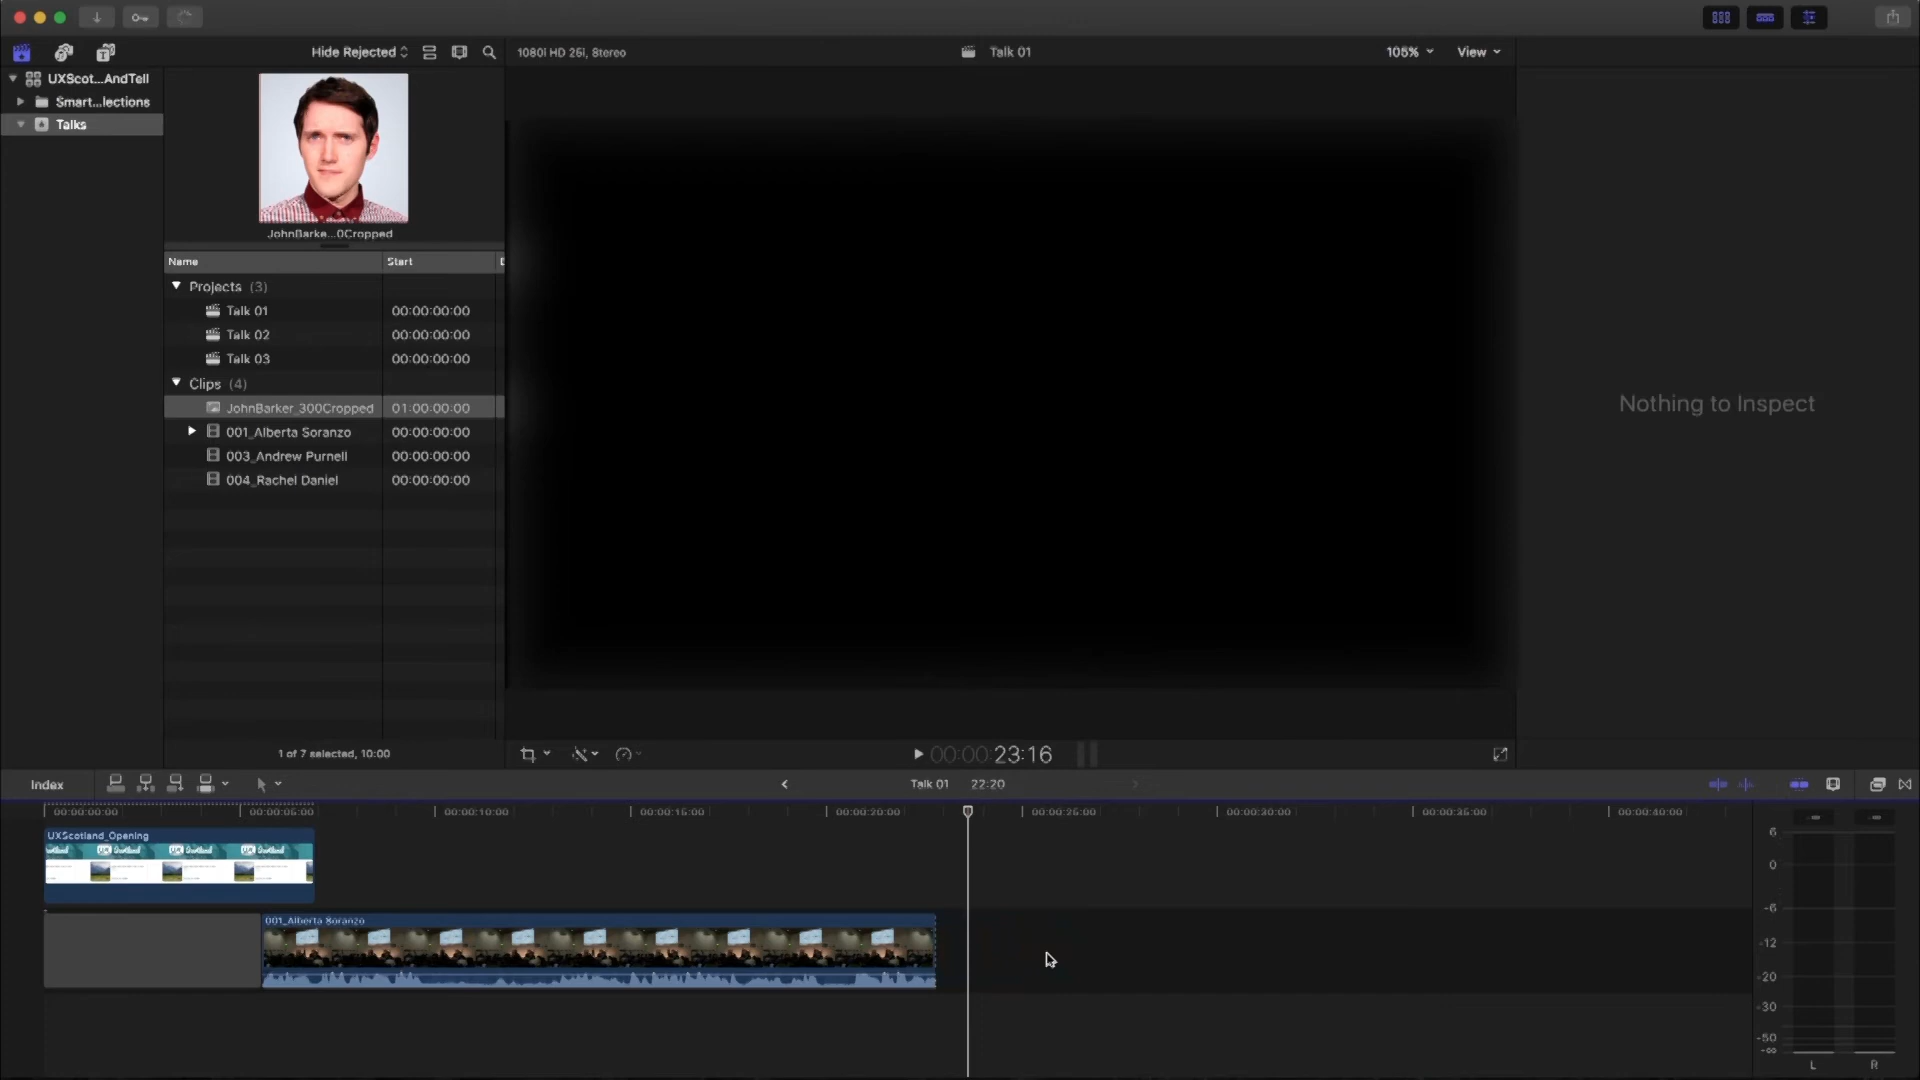 Hide Rejected
1080i HD 25i, Stereo
Talk 01
105%
View
UXScot...AndTell
Smart...lections
Talks
JohnBarke...0Cropped
Name
Start
Projects (3)
Talk 01
00:00:00:00
Talk 02
00:00:00:00
Talk 03
00:00:00:00
Clips (4)
JohnBarker_300Cropped
01:00:00:00
001_Alberta Soranzo
00:00:00:00
003_Andrew Purnell
00:00:00:00
004_Rachel Daniel
00:00:00:00
Nothing to Inspect
1 of 7 selected, 10:00
00:00:23:16
Index
Talk 01
22:20
00:00:00:00
00:00:05:00
00:00:10:00
00:00:15:00
00:00:20:00
00:00:25:00
00:00:30:00
00:00:35:00
00:00:40:00
UXScotland_Opening
001_Alberta Soranzo
6
0
-6
-12
-20
-30
-50
-∞
L
R